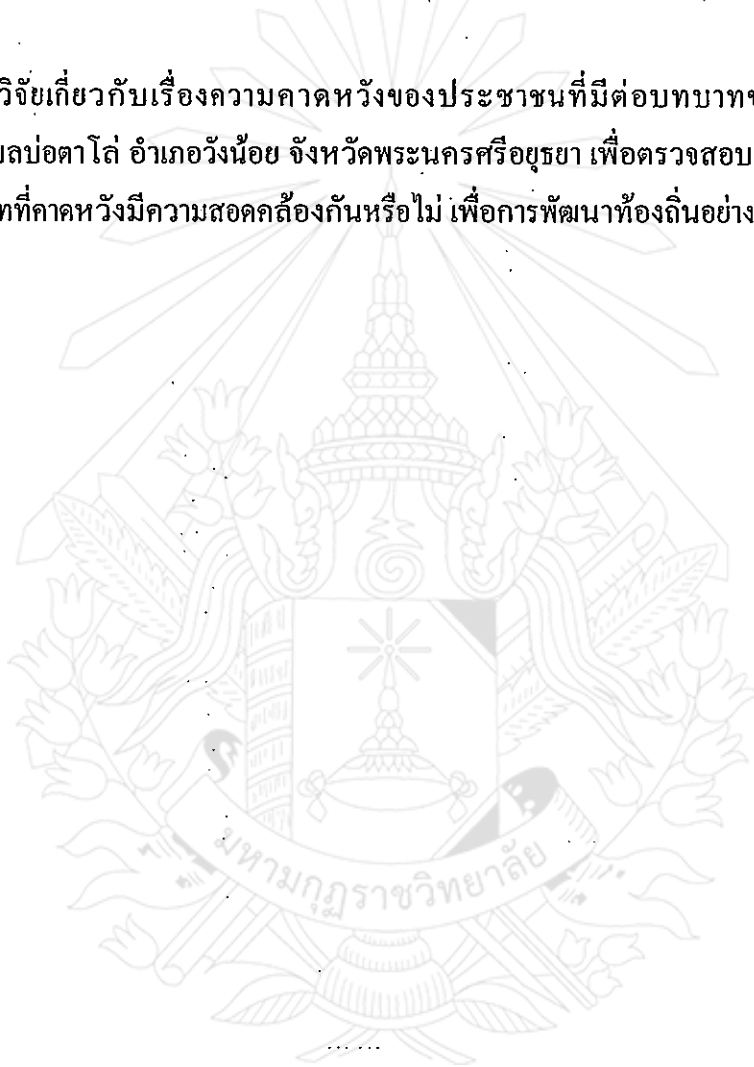 วิจัยเกี่ยวกับเรื่องความคาดหวังของประชาชนที่มีต่อบทบาท
บ่อตาโล่ อำเภอวังน้อย จังหวัดพระนครศรีอยุธยา เพื่อตรวจสอบ
ที่คาดหวังมีความสอดคล้องกันหรือไม่ เพื่อการพัฒนาท้องถิ่นอย่าง
มหามกุฏราชวิทยาลัย